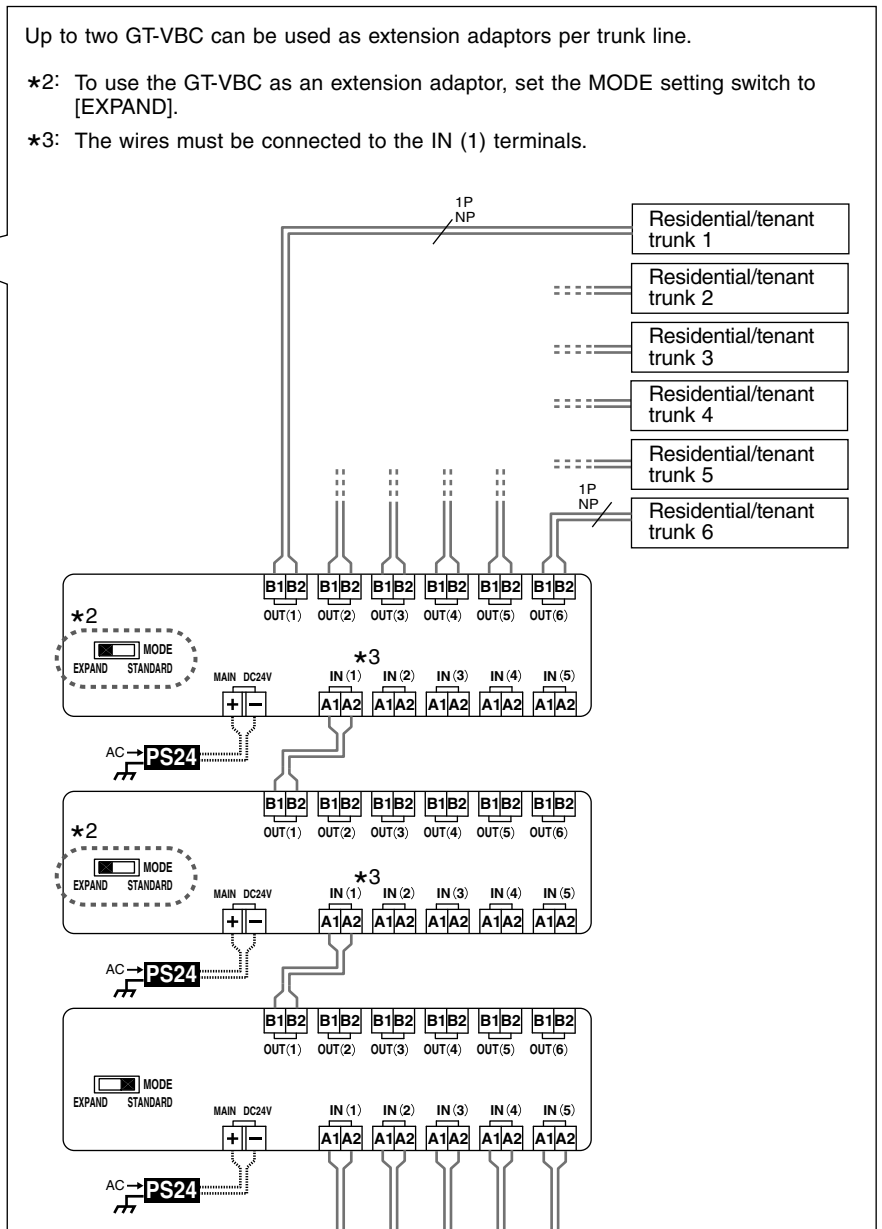 Up to two GT-VBC can be used as extension adaptors per trunk line.
*2: To use the GT-VBC as an extension adaptor, set the MODE setting switch to
[EXPAND].
*3: The wires must be connected to the IN (1) terminals.
1P
NP
Residential/tenant
trunk 1
Residential/tenant
trunk 2
Residential/tenant
trunk 3
Residential/tenant
trunk 4
Residential/tenant
trunk 5
1P
NP
Residential/tenant
trunk 6
B1 B2 B1 B2 B1 B2 B1 B2 B1 B2 B1 B2
OUT(1) OUT(2) OUT(3) OUT(4) OUT(5) OUT(6)
*2
MODE
EXPAND STANDARD
*3
MAIN DC24V IN(1) IN(2) IN(3) IN(4) IN(5)
+ − A1 A2 A1 A2 A1 A2 A1 A2 A1 A2
AC→PS24
B1 B2 B1 B2 B1 B2 B1 B2 B1 B2 B1 B2
OUT(1) OUT(2) OUT(3) OUT(4) OUT(5) OUT(6)
*2
MODE
EXPAND STANDARD
*3
MAIN DC24V IN(1) IN(2) IN(3) IN(4) IN(5)
+ − A1 A2 A1 A2 A1 A2 A1 A2 A1 A2
AC→PS24
B1 B2 B1 B2 B1 B2 B1 B2 B1 B2 B1 B2
OUT(1) OUT(2) OUT(3) OUT(4) OUT(5) OUT(6)
MODE
EXPAND STANDARD
MAIN DC24V IN(1) IN(2) IN(3) IN(4) IN(5)
+ − A1 A2 A1 A2 A1 A2 A1 A2 A1 A2
AC→PS24